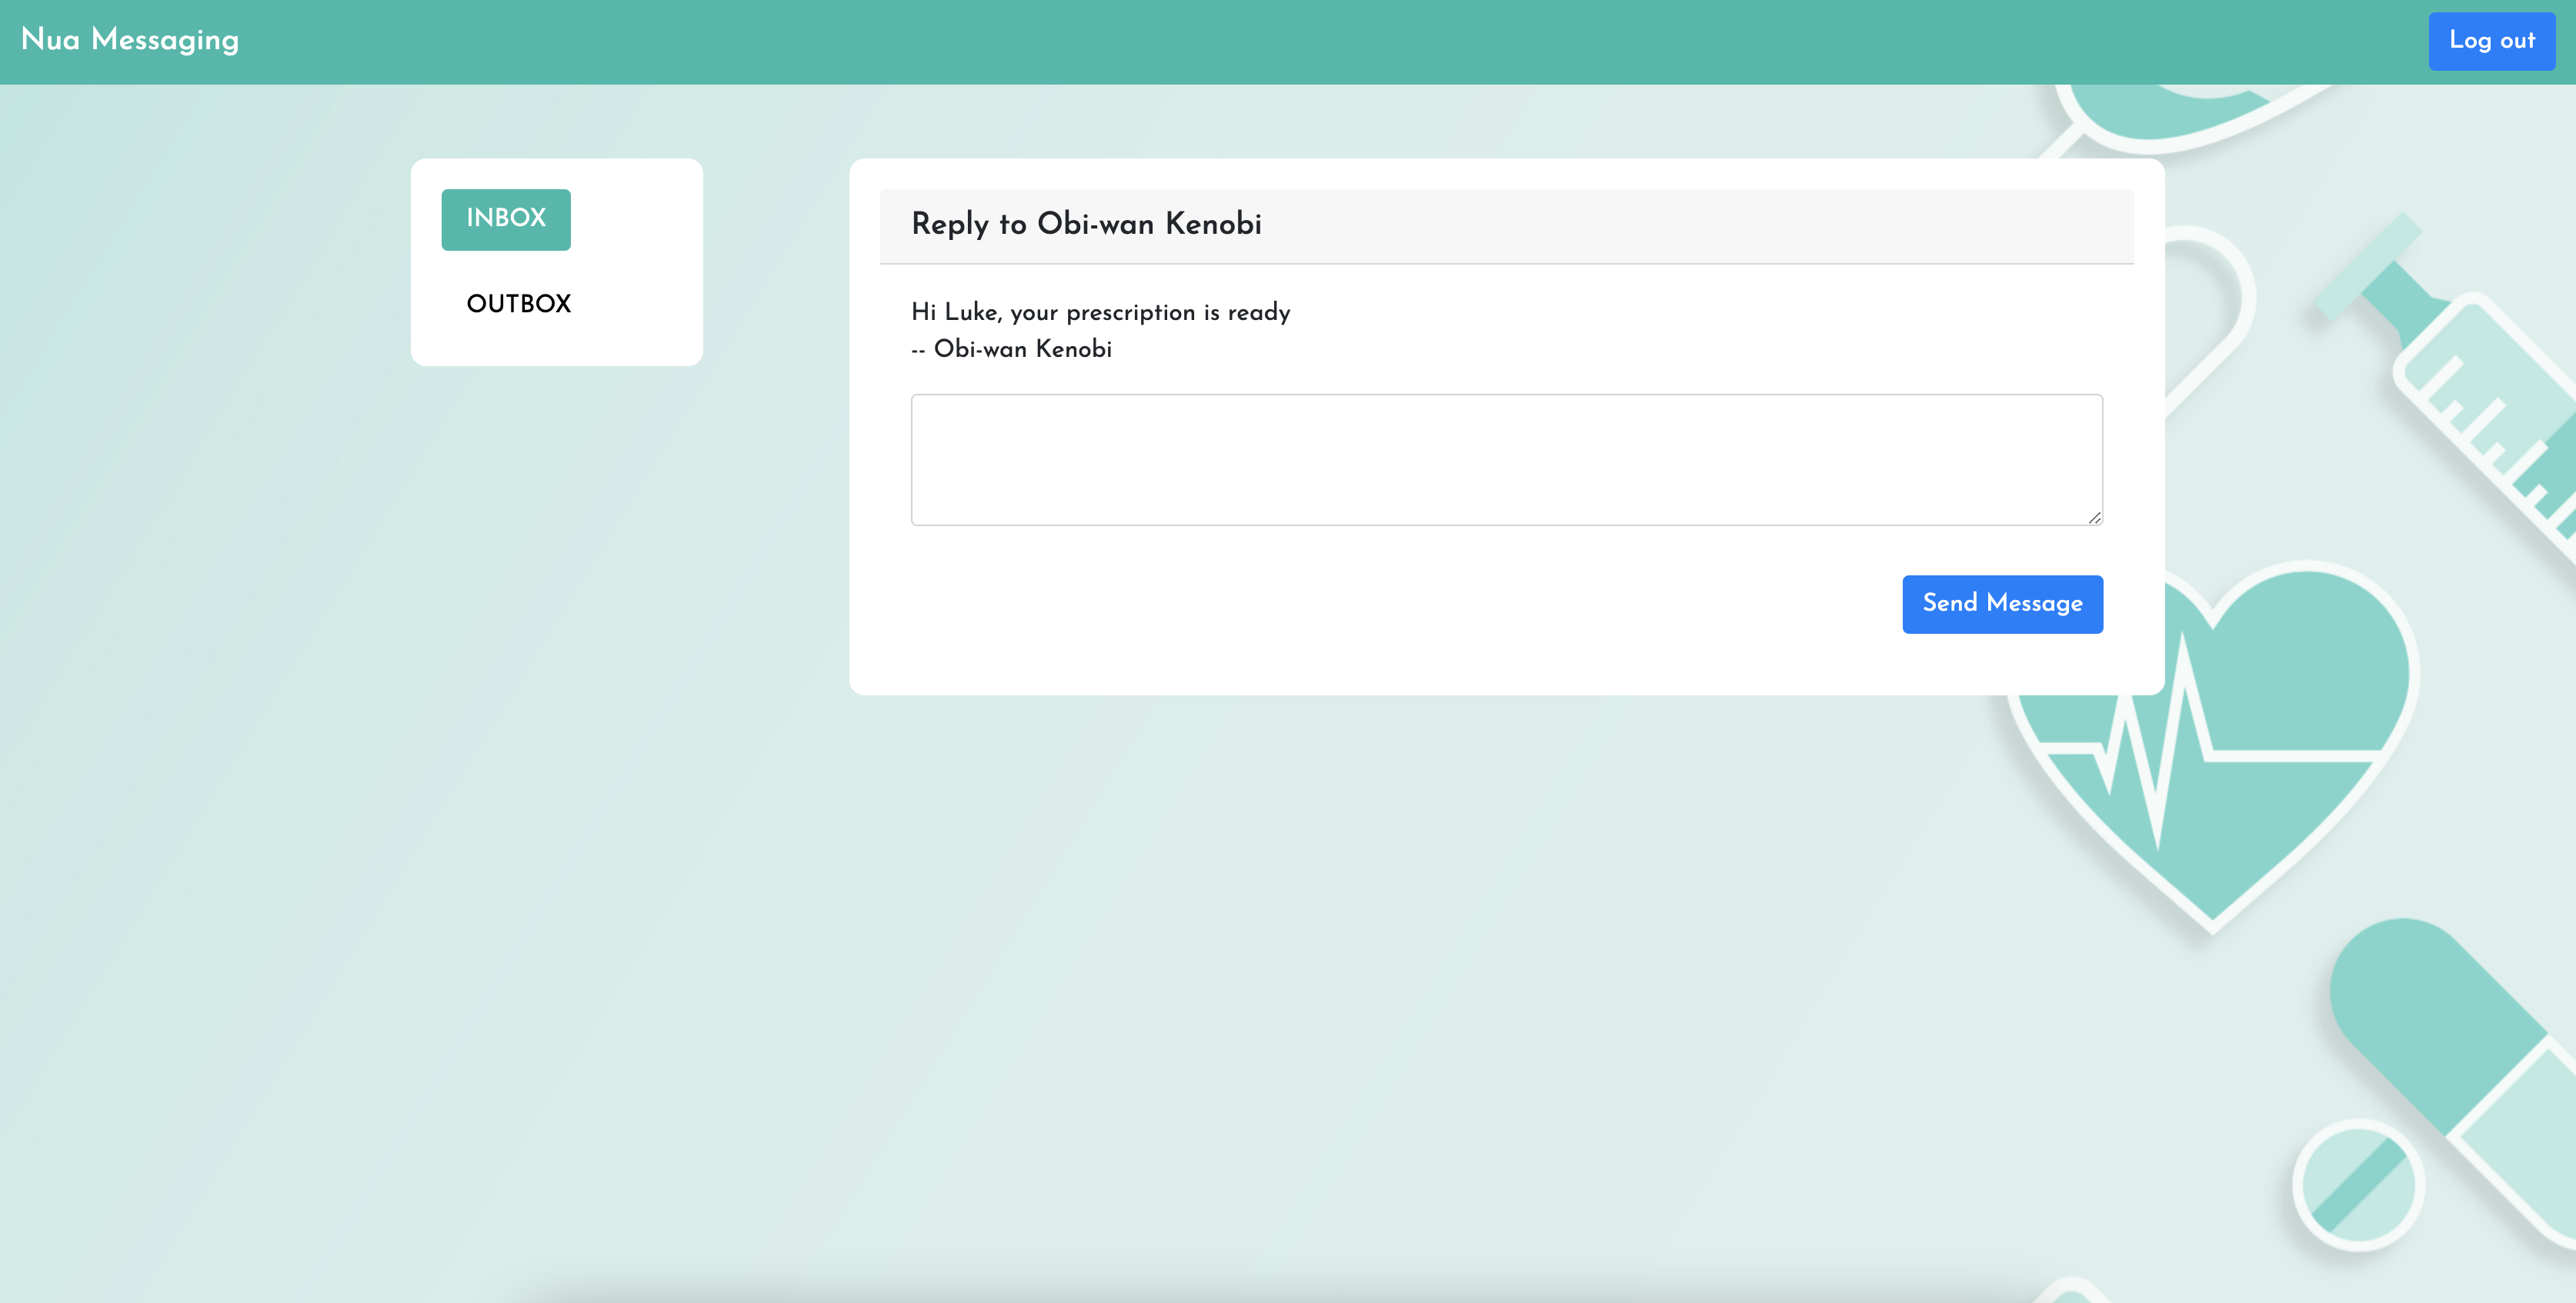 Nua Messaging
Log out
INBOX
OUTBOX
Reply to Obi-wan Kenobi
Hi Luke, your prescription is ready
-- Obi-wan Kenobi
Send Message